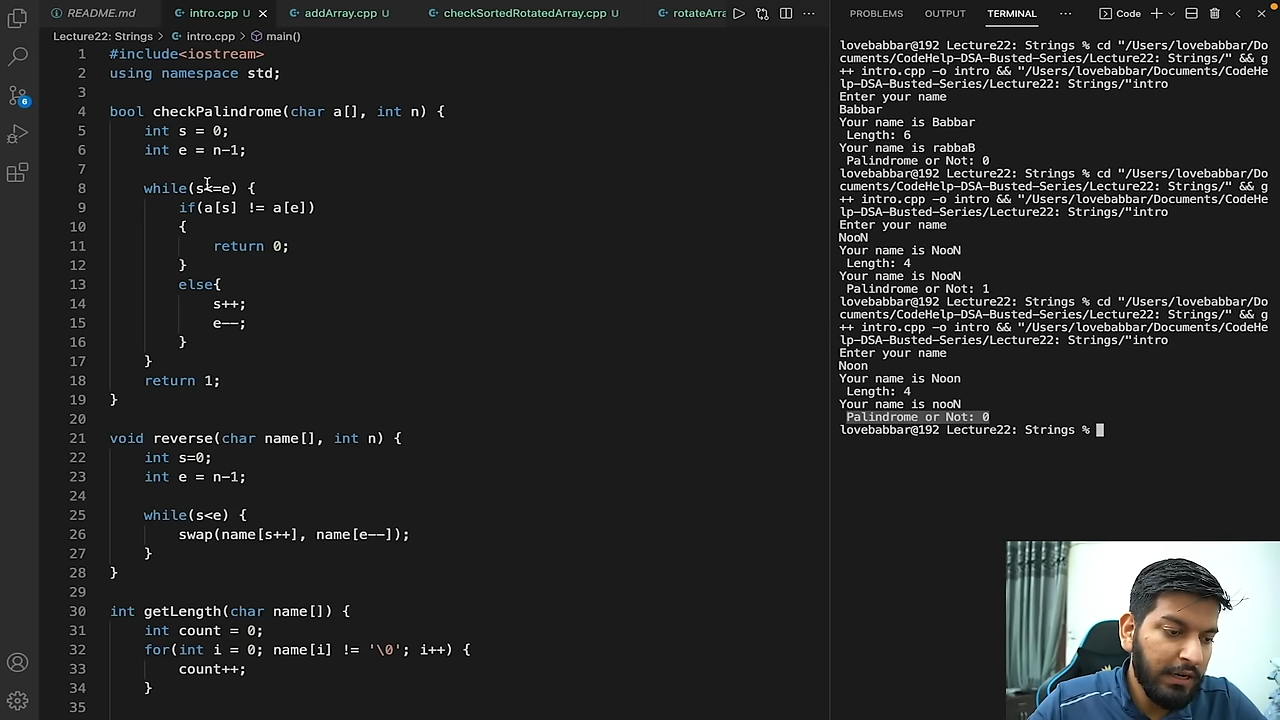 README.md
intro.cpp U
addArray.cpp U
checkSortedRotatedArray.cpp U
rotateArra
PROBLEMS
OUTPUT
TERMINAL
Code
Lecture22: Strings > intro.cpp > main()
1 #include<iostream>
2 using namespace std;
3
4 bool checkPalindrome(char a[], int n) {
5 int s = 0;
6 int e = n-1;
7
8 while(s<=e) {
9 if(a[s] != a[e])
10 {
11 return 0;
12 }
13 else{
14 s++;
15 e--;
16 }
17 }
18 return 1;
19 }
20
21 void reverse(char name[], int n) {
22 int s=0;
23 int e = n-1;
24
25 while(s<e) {
26 swap(name[s++], name[e--]);
27 }
28 }
29
30 int getLength(char name[]) {
31 int count = 0;
32 for(int i = 0; name[i] != '\0'; i++) {
33 count++;
34 }
35
6
lovebabbar@192 Lecture22: Strings % cd "/Users/lovebabbar/Do
cuments/CodeHelp-DSA-Busted-Series/Lecture22: Strings/" && g
++ intro.cpp -o intro && "/Users/lovebabbar/Documents/CodeHe
lp-DSA-Busted-Series/Lecture22: Strings/"intro
Enter your name
Babbar
Your name is Babbar
Length: 6
Your name is rabbaB
Palindrome or Not: 0
lovebabbar@192 Lecture22: Strings % cd "/Users/lovebabbar/Do
cuments/CodeHelp-DSA-Busted-Series/Lecture22: Strings/" && g
++ intro.cpp -o intro && "/Users/lovebabbar/Documents/CodeHe
lp-DSA-Busted-Series/Lecture22: Strings/"intro
Enter your name
NooN
Your name is NooN
Length: 4
Your name is NooN
Palindrome or Not: 1
lovebabbar@192 Lecture22: Strings % cd "/Users/lovebabbar/Do
cuments/CodeHelp-DSA-Busted-Series/Lecture22: Strings/" && g
++ intro.cpp -o intro && "/Users/lovebabbar/Documents/CodeHe
lp-DSA-Busted-Series/Lecture22: Strings/"intro
Enter your name
Noon
Your name is Noon
Length: 4
Your name is nooN
Palindrome or Not: 0
lovebabbar@192 Lecture22: Strings %